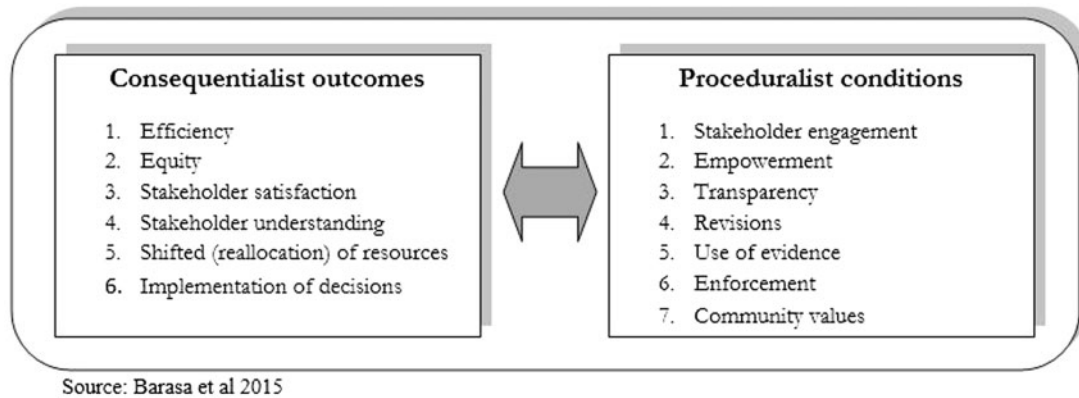 Consequentialist outcomes
1. Efficiency
2. Equity
3. Stakeholder satisfaction
4. Stakeholder understanding
5. Shifted (reallocation) of resources
6. Implementation of decisions
Proceduralist conditions
1. Stakeholder engagement
2. Empowerment
3. Transparency
4. Revisions
5. Use of evidence
6. Enforcement
7. Community values
Source: Barasa et al 2015